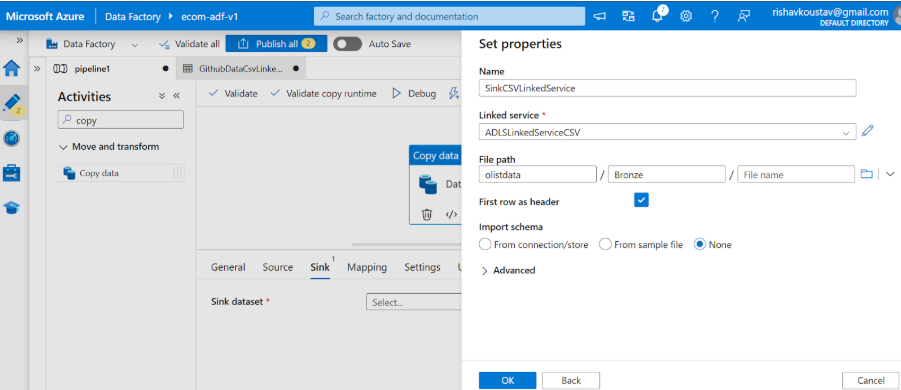 Microsoft Azure
Data Factory
ecom-adf-v1
Search factory and documentation
rishavkoustav@gmail.com
DEFAULT DIRECTORY
Data Factory
Validate all
Publish all 2
Auto Save
pipeline1
GithubDataCsvLinke...
Activities
copy
Move and transform
Copy data
Validate
Validate copy runtime
Debug
Copy data
Dat
General
Source
Sink 1
Mapping
Settings
Sink dataset *
Select...
Set properties
Name
SinkCSVLinkedService
Linked service *
ADLSLinkedServiceCSV
File path
olistdata / Bronze / File name
First row as header
Import schema
From connection/store
From sample file
None
Advanced
OK
Back
Cancel